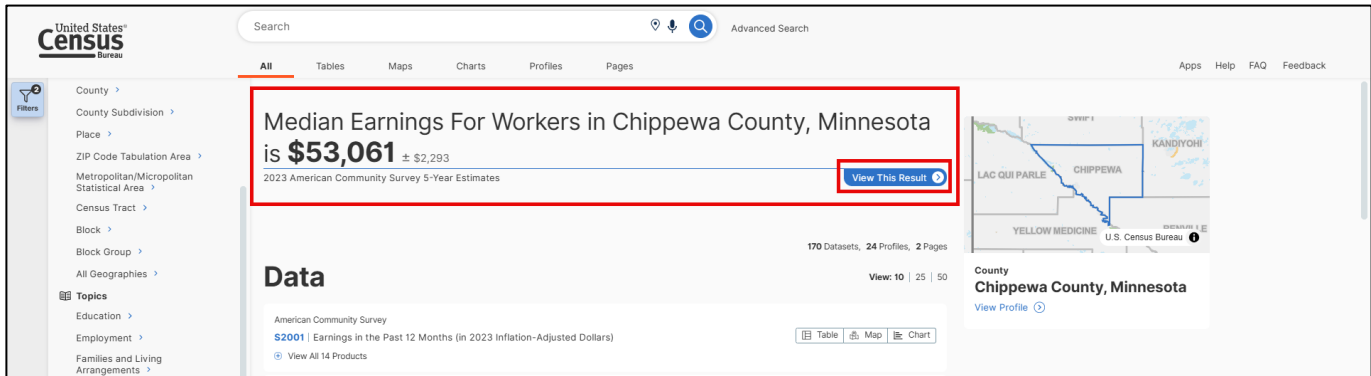 United States®
Census
Bureau
Search
Advanced Search
All Tables Maps Charts Profiles Pages
Apps Help FAQ Feedback
2
Filters
County >
County Subdivision >
Place >
ZIP Code Tabulation Area >
Metropolitan/Micropolitan
Statistical Area >
Census Tract >
Block >
Block Group >
All Geographies >
Topics
Education >
Employment >
Families and Living
Arrangements >
Median Earnings For Workers in Chippewa County, Minnesota
is $53,061 ± $2,293
2023 American Community Survey 5-Year Estimates
View This Result
170 Datasets, 24 Profiles, 2 Pages
Data
View: 10 | 25 | 50
American Community Survey
S2001 | Earnings in the Past 12 Months (in 2023 Inflation-Adjusted Dollars)
Table Map Chart
View All 14 Products
SWIFT
KANDIYOHI
CHIPPEWA
LAC QUI PARLE
YELLOW MEDICINE
RENVILLE
U.S. Census Bureau
County
Chippewa County, Minnesota
View Profile